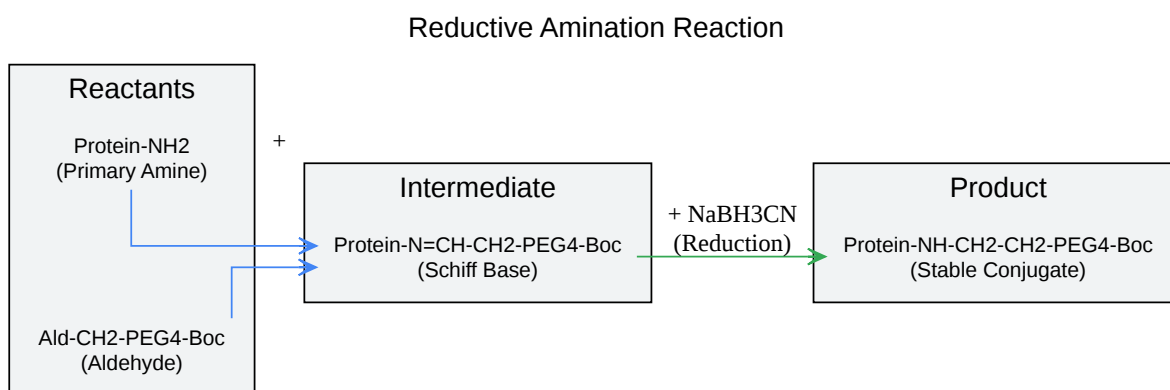 Reductive Amination Reaction
Reactants
Protein-NH2
(Primary Amine)
+
Ald-CH2-PEG4-Boc
(Aldehyde)
Intermediate
Protein-N=CH-CH2-PEG4-Boc
(Schiff Base)
+ NaBH3CN
(Reduction)
Product
Protein-NH-CH2-CH2-PEG4-Boc
(Stable Conjugate)